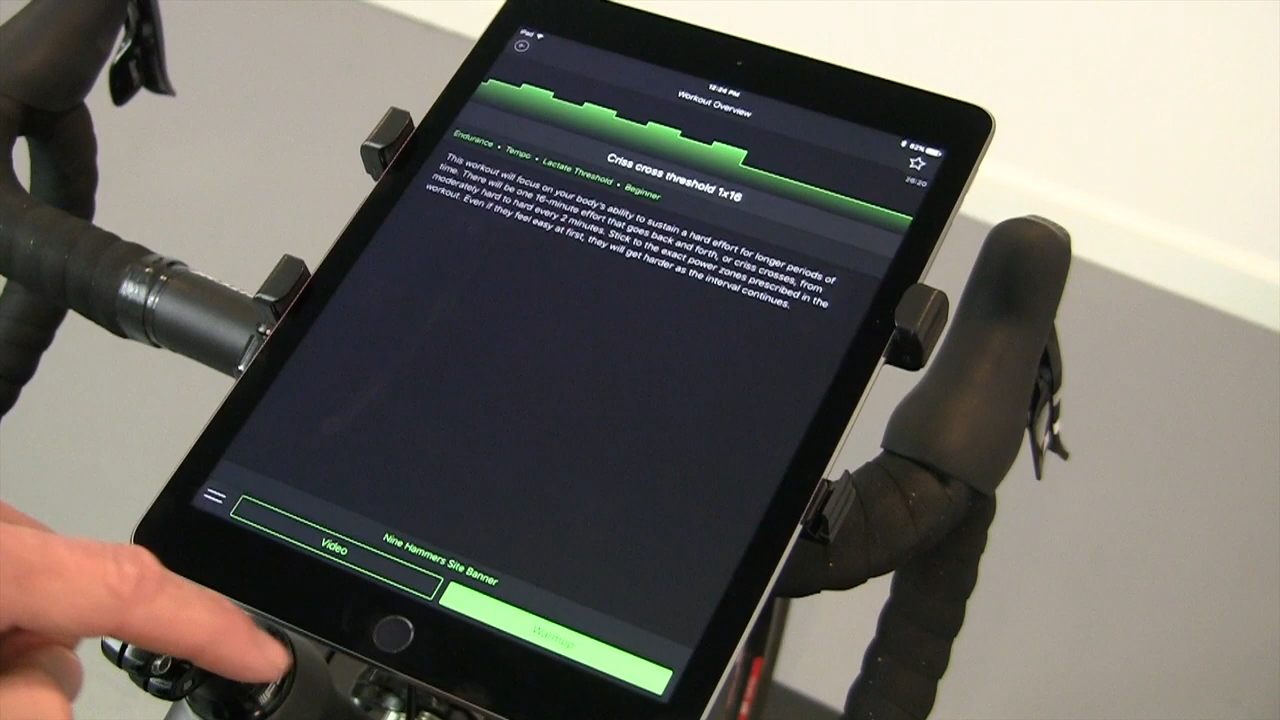 iPad
12:24 PM
62%
Workout Overview
26:20
Criss cross threshold 1x16
Endurance • Tempo • Lactate Threshold • Beginner
This workout will focus on your body's ability to sustain a hard effort for longer periods of
time. There will be one 16-minute effort that goes back and forth, or criss crosses, from
moderately hard to hard every 2 minutes. Stick to the exact power zones prescribed in the
workout. Even if they feel easy at first, they will get harder as the interval continues.
Nine Hammers Site Banner
Video
Warmup